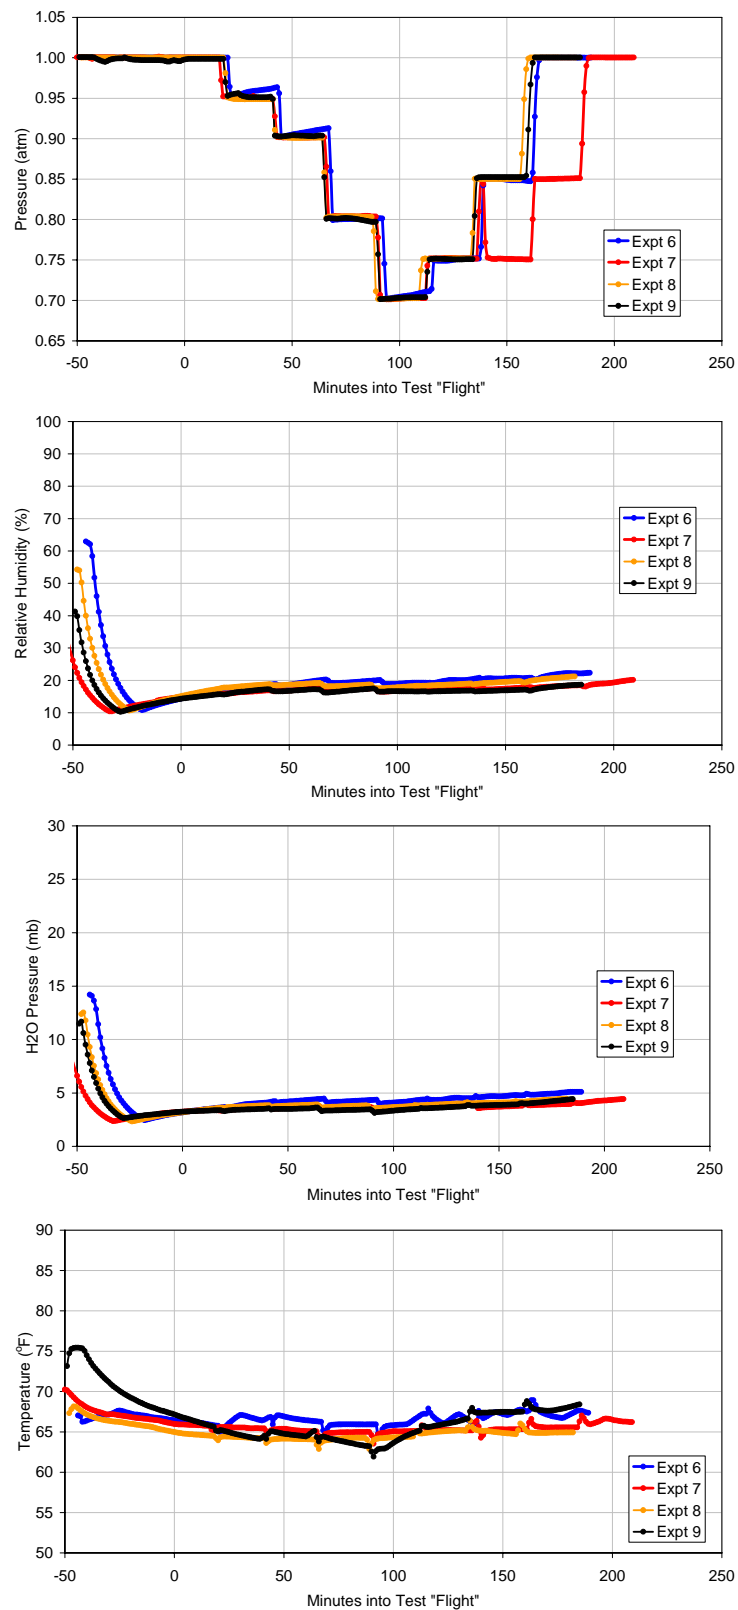 1.05
1.00
0.95
0.90
0.85
0.80
0.75
0.70
0.65
Pressure (atm)
Expt 6
Expt 7
Expt 8
Expt 9
-50 0 50 100 150 200 250
Minutes into Test "Flight"
100
90
80
70
60
50
40
30
20
10
0
Relative Humidity (%)
Expt 6
Expt 7
Expt 8
Expt 9
-50 0 50 100 150 200 250
Minutes into Test "Flight"
30
25
20
15
10
5
0
H2O Pressure (mb)
Expt 6
Expt 7
Expt 8
Expt 9
-50 0 50 100 150 200 250
Minutes into Test "Flight"
90
85
80
75
70
65
60
55
50
Temperature (°F)
Expt 6
Expt 7
Expt 8
Expt 9
-50 0 50 100 150 200 250
Minutes into Test "Flight"